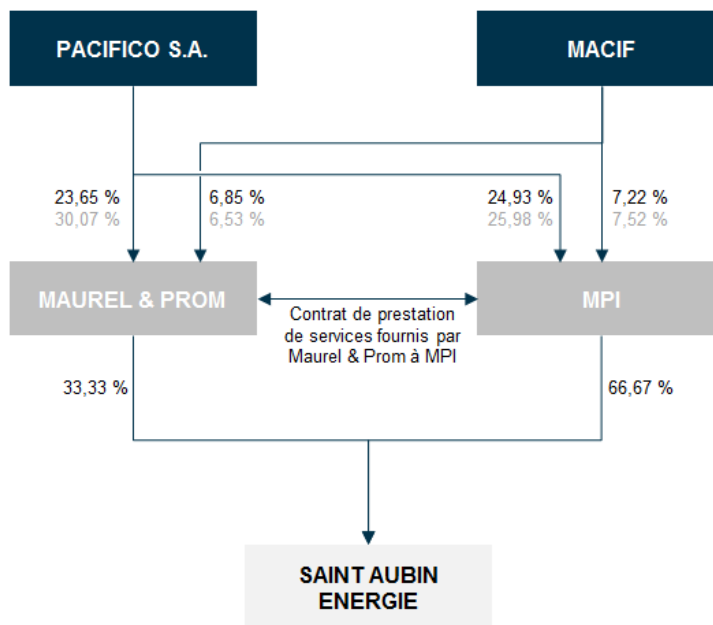 PACIFICO S.A.
MACIF
23,65 %
30,07 %
6,85 %
6,53 %
24,93 %
25,98 %
7,22 %
7,52 %
MAUREL & PROM
MPI
Contrat de prestation
de services fournis par
Maurel & Prom à MPI
33,33 %
66,67 %
SAINT AUBIN
ENERGIE